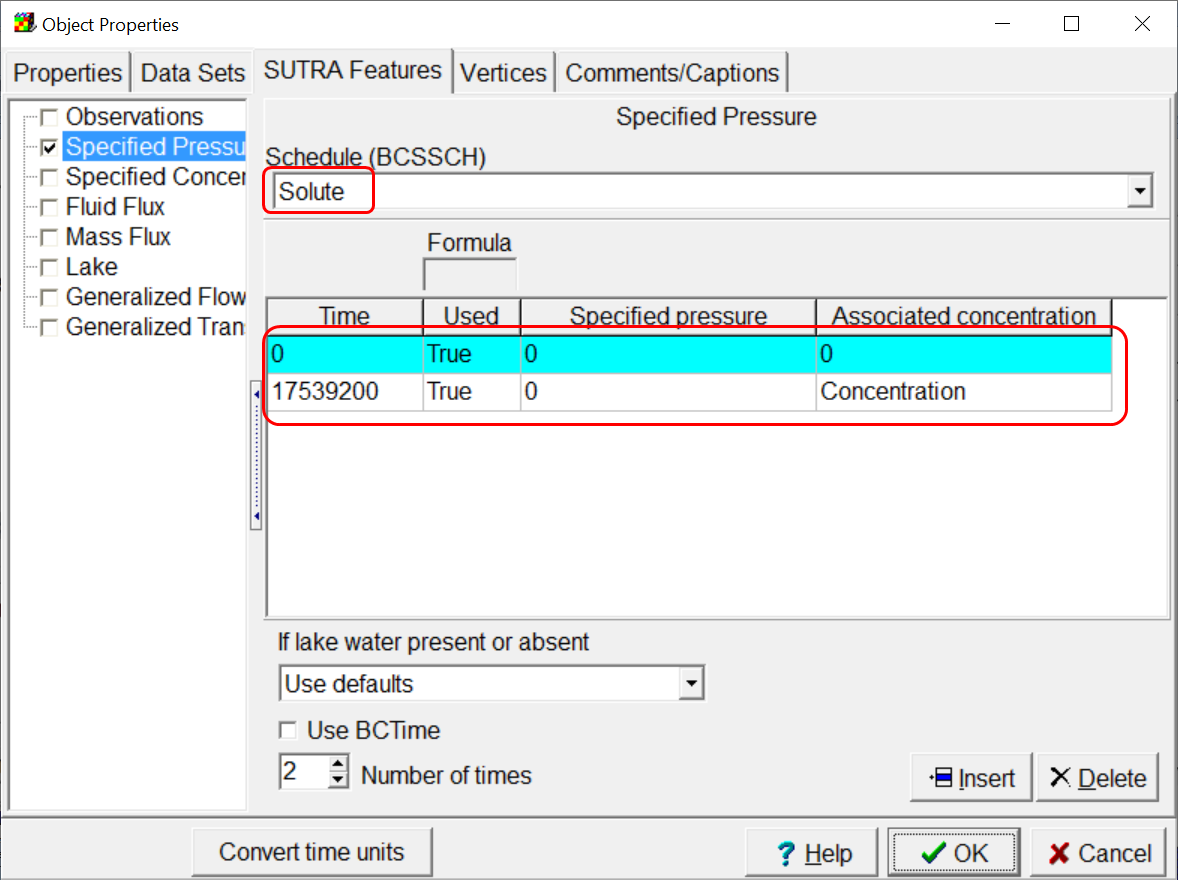 Object Properties
Properties Data Sets SUTRA Features Vertices Comments/Captions
Observations
Specified Pressu
Specified Concer
Fluid Flux
Mass Flux
Lake
Generalized Flow
Generalized Tran
Specified Pressure
Schedule (BCSSCH)
Solute
Formula
Time Used Specified pressure Associated concentration
0 True 0 0
17539200 True 0 Concentration
If lake water present or absent
Use defaults
Use BCTime
2 Number of times
Insert Delete
Convert time units Help OK Cancel